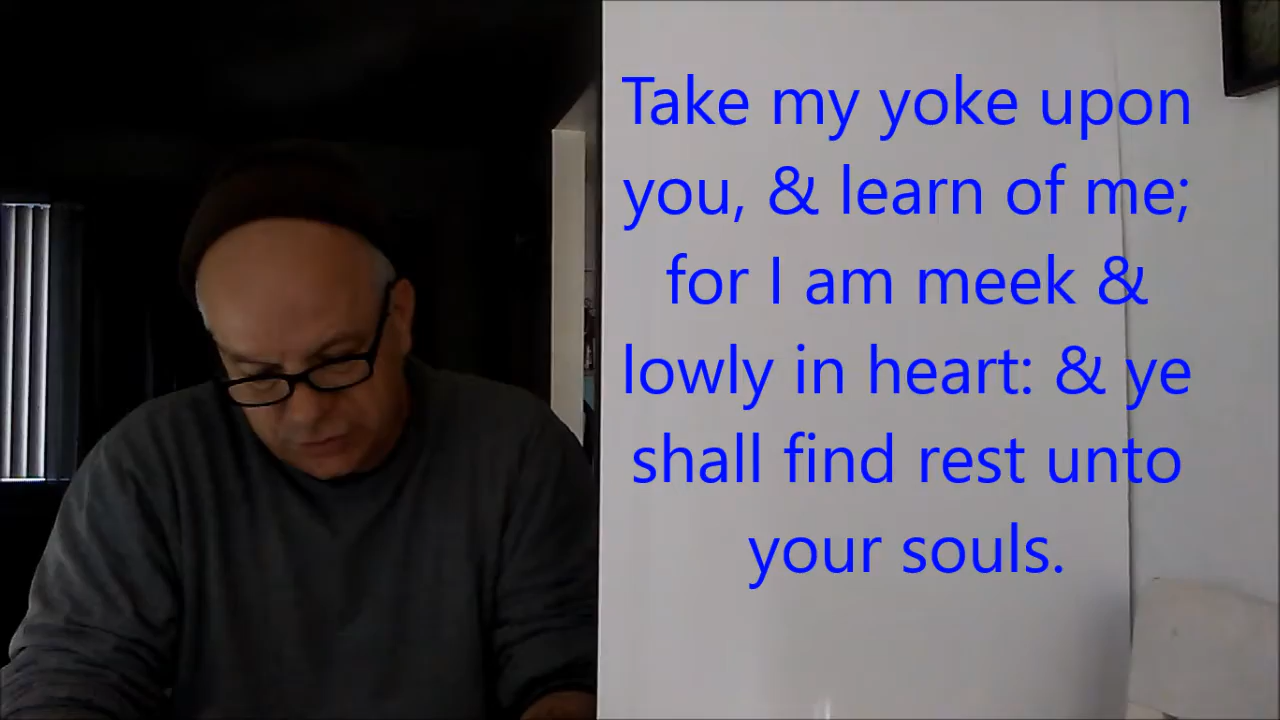 Take my yoke upon
you, & learn of me;
for I am meek &
lowly in heart: & ye
shall find rest unto
your souls.